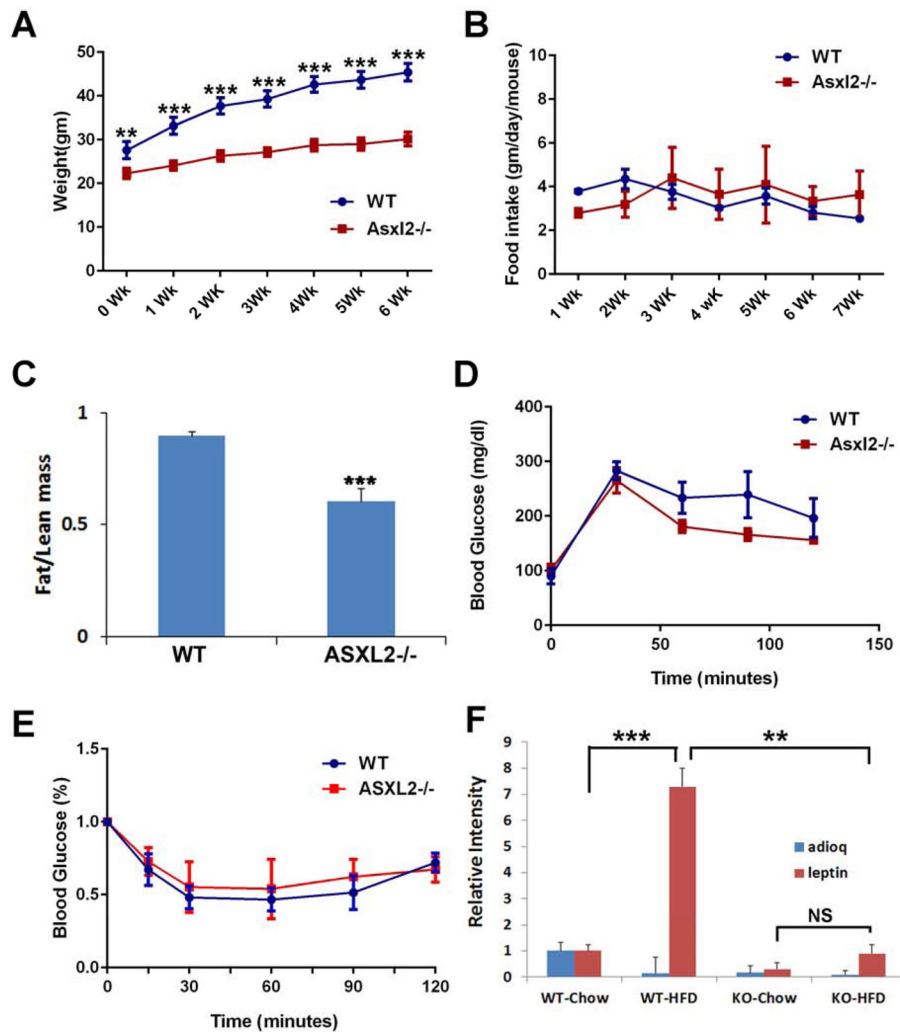 A
Weight(gm)
50
40
30
20
10
0
**
***
***
***
***
***
***
WT
Asxl2-/-
0 Wk
1 Wk
2 WK
3Wk
4Wk
5Wk
6 Wk
B
Food intake (gm/day/mouse)
10
8
6
4
2
0
WT
Asxl2-/-
1 Wk
2Wk
3 WK
4 wK
5Wk
6 Wk
7Wk
C
Fat/Lean mass
1
0.5
0
***
WT
ASXL2-/-
D
Blood Glucose (mg/dl)
400
300
200
100
0
WT
Asxl2-/-
0
50
100
150
Time (minutes)
E
Blood Glucose (%)
1.5
1.0
0.5
0.0
WT
ASXL2-/-
0
30
60
90
120
Time (minutes)
F
Relative Intensity
9
8
7
6
5
4
3
2
1
0
***
**
NS
adioq
leptin
WT-Chow
WT-HFD
KO-Chow
KO-HFD